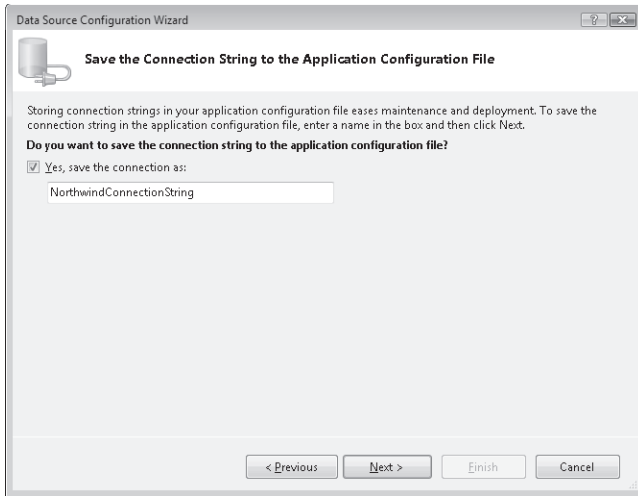 Data Source Configuration Wizard
Save the Connection String to the Application Configuration File
Storing connection strings in your application configuration file eases maintenance and deployment. To save the
connection string in the application configuration file, enter a name in the box and then click Next.
Do you want to save the connection string to the application configuration file?
Yes, save the connection as:
NorthwindConnectionString
< Previous
Next >
Finish
Cancel